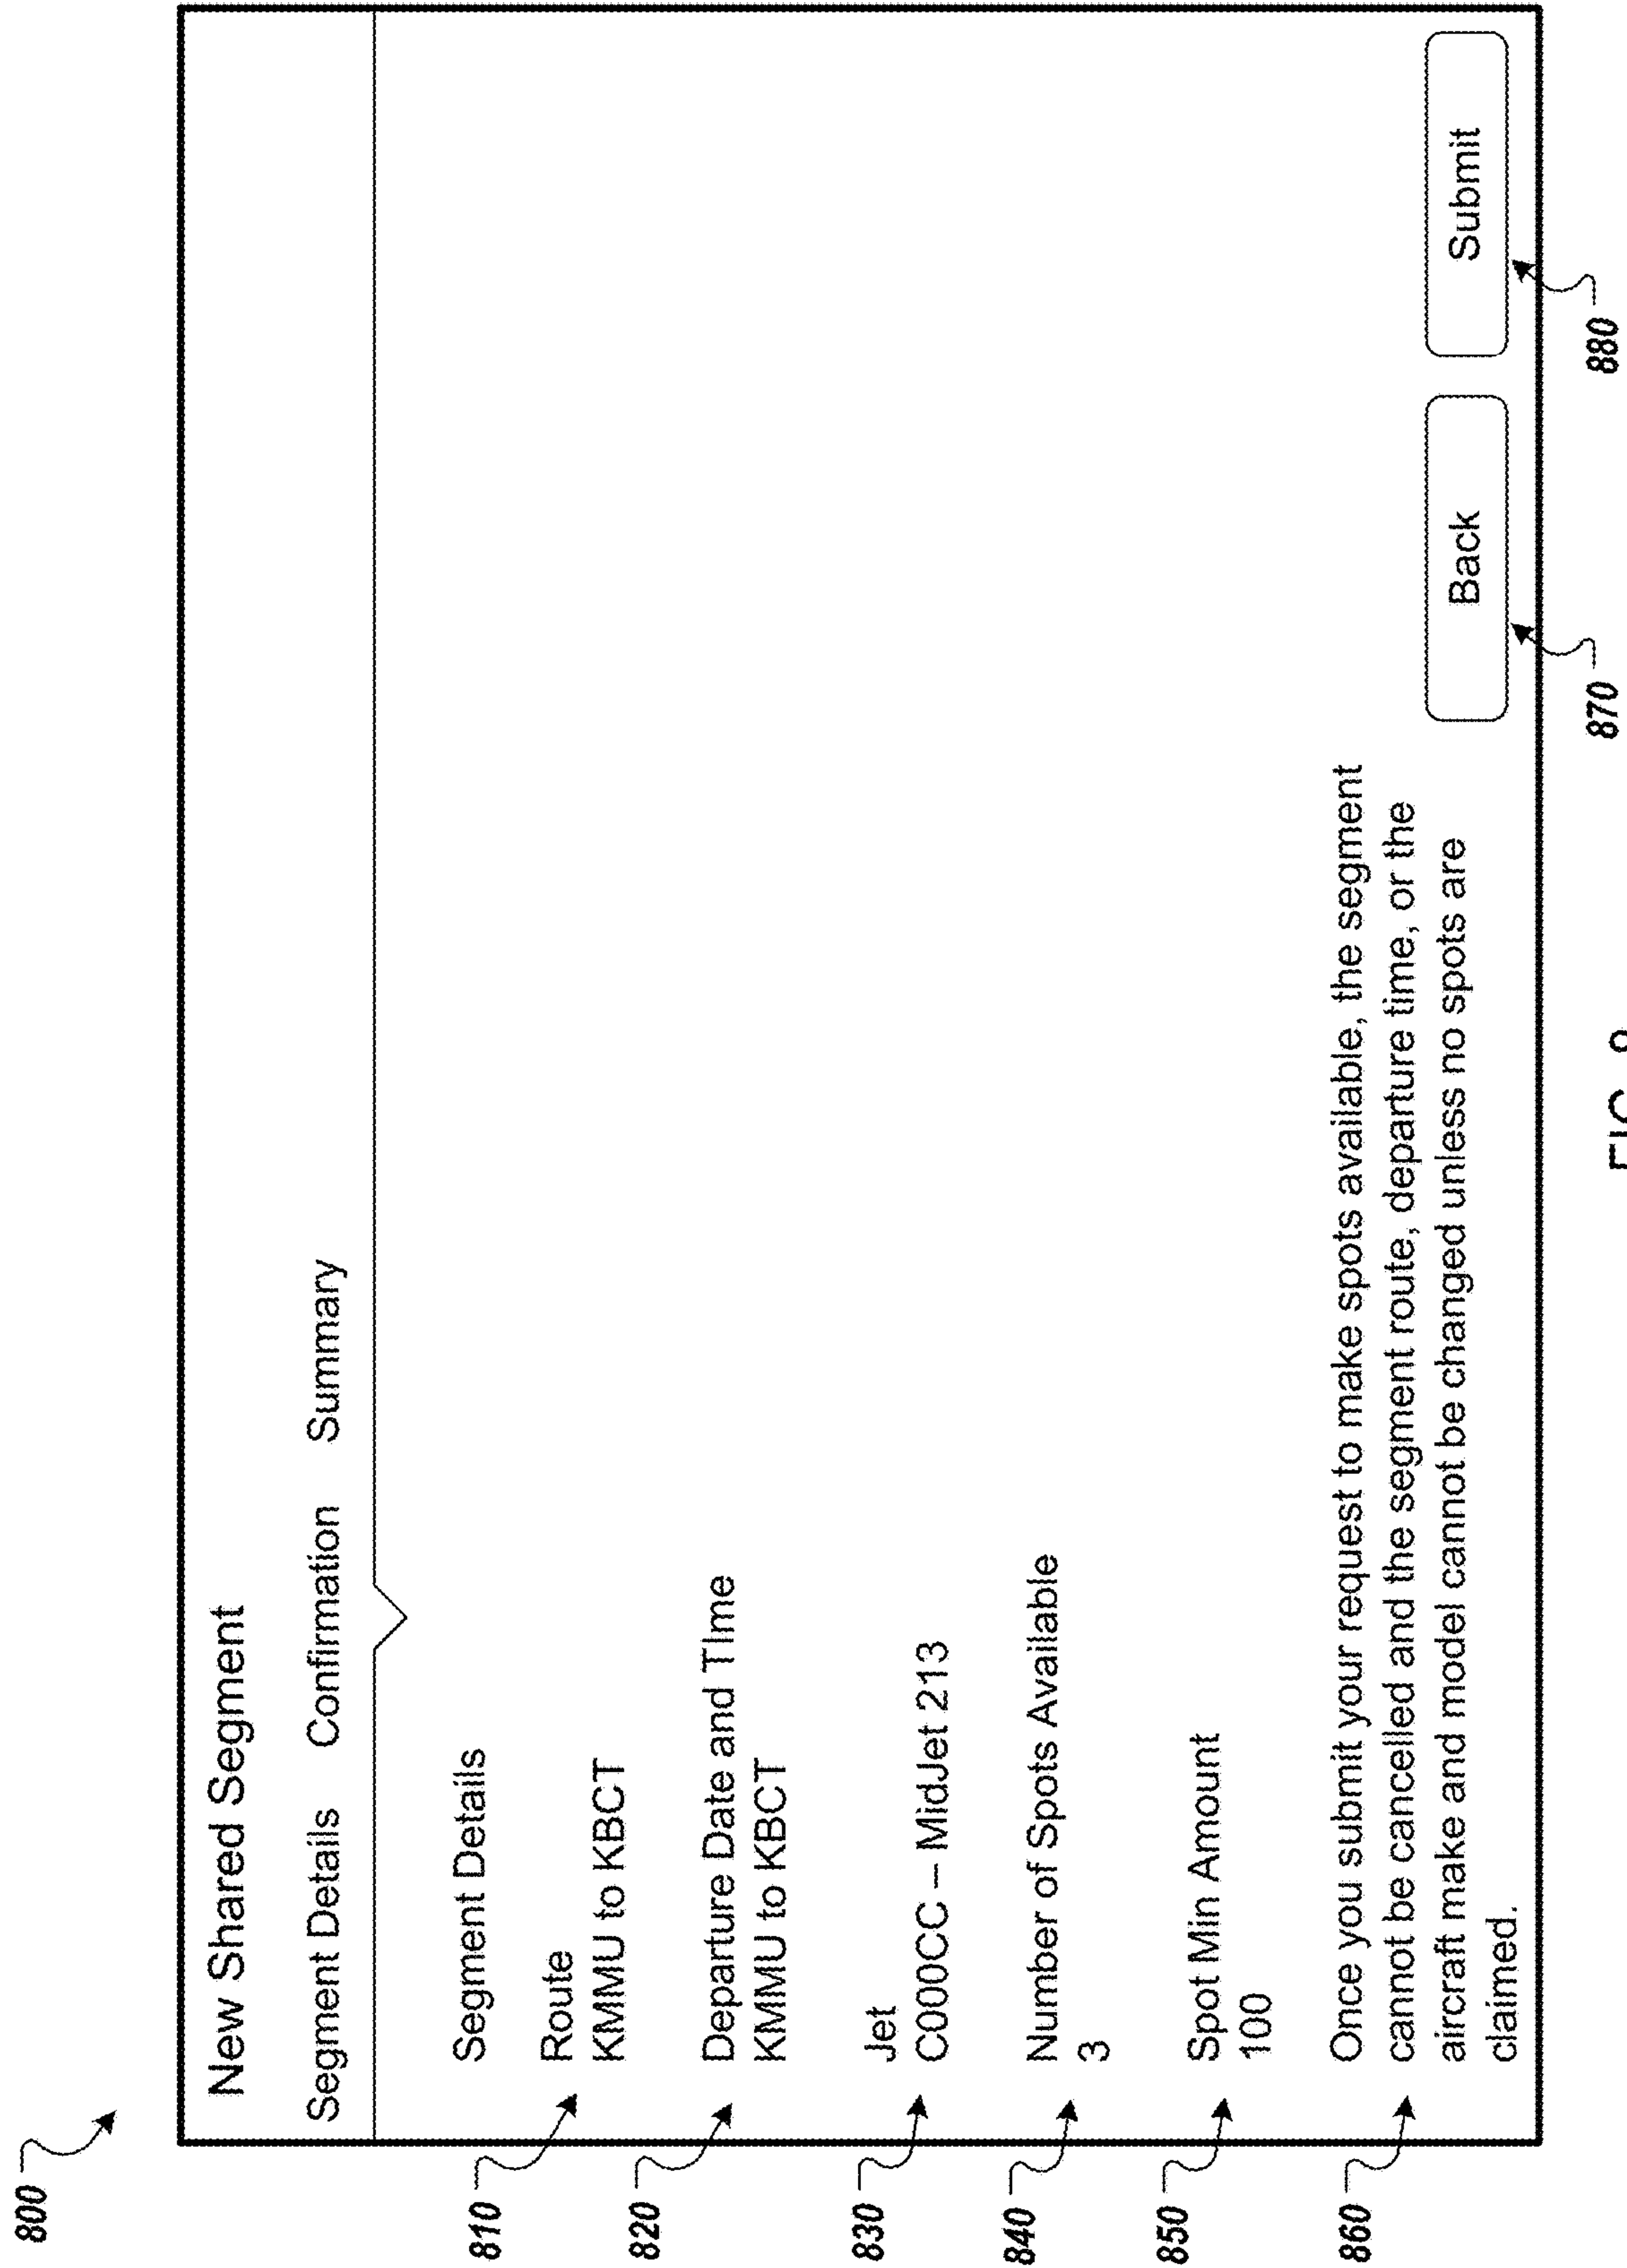 800
New Shared Segment
Segment Details Confirmation Summary
Segment Details
810
Route
KMMU to KBCT
820
Departure Date and TIme
KMMU to KBCT
830
Jet
C000CC – MidJet 213
840
Number of Spots Available
3
850
Spot Min Amount
100
860
Once you submit your request to make spots available, the segment
cannot be cancelled and the segment route, departure time, or the
aircraft make and model cannot be changed unless no spots are
claimed.
Back
Submit
870
880